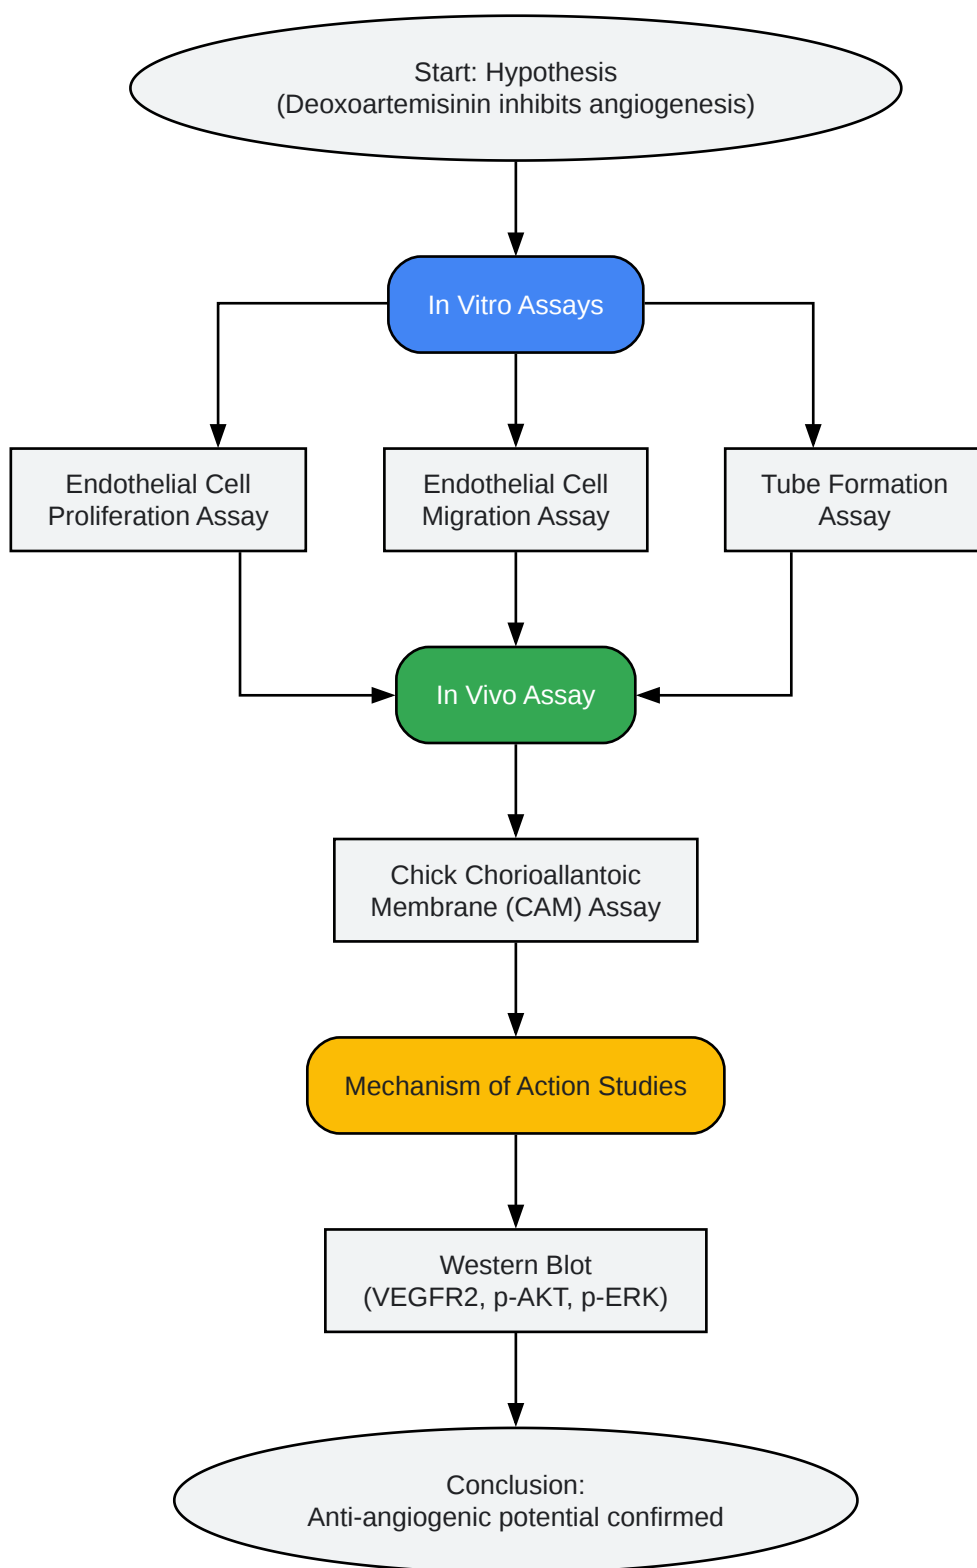 Start: Hypothesis
(Deoxoartemisinin inhibits angiogenesis)
In Vitro Assays
Endothelial Cell
Proliferation Assay
Endothelial Cell
Migration Assay
Tube Formation
Assay
In Vivo Assay
Chick Chorioallantoic
Membrane (CAM) Assay
Mechanism of Action Studies
Western Blot
(VEGFR2, p-AKT, p-ERK)
Conclusion:
Anti-angiogenic potential confirmed